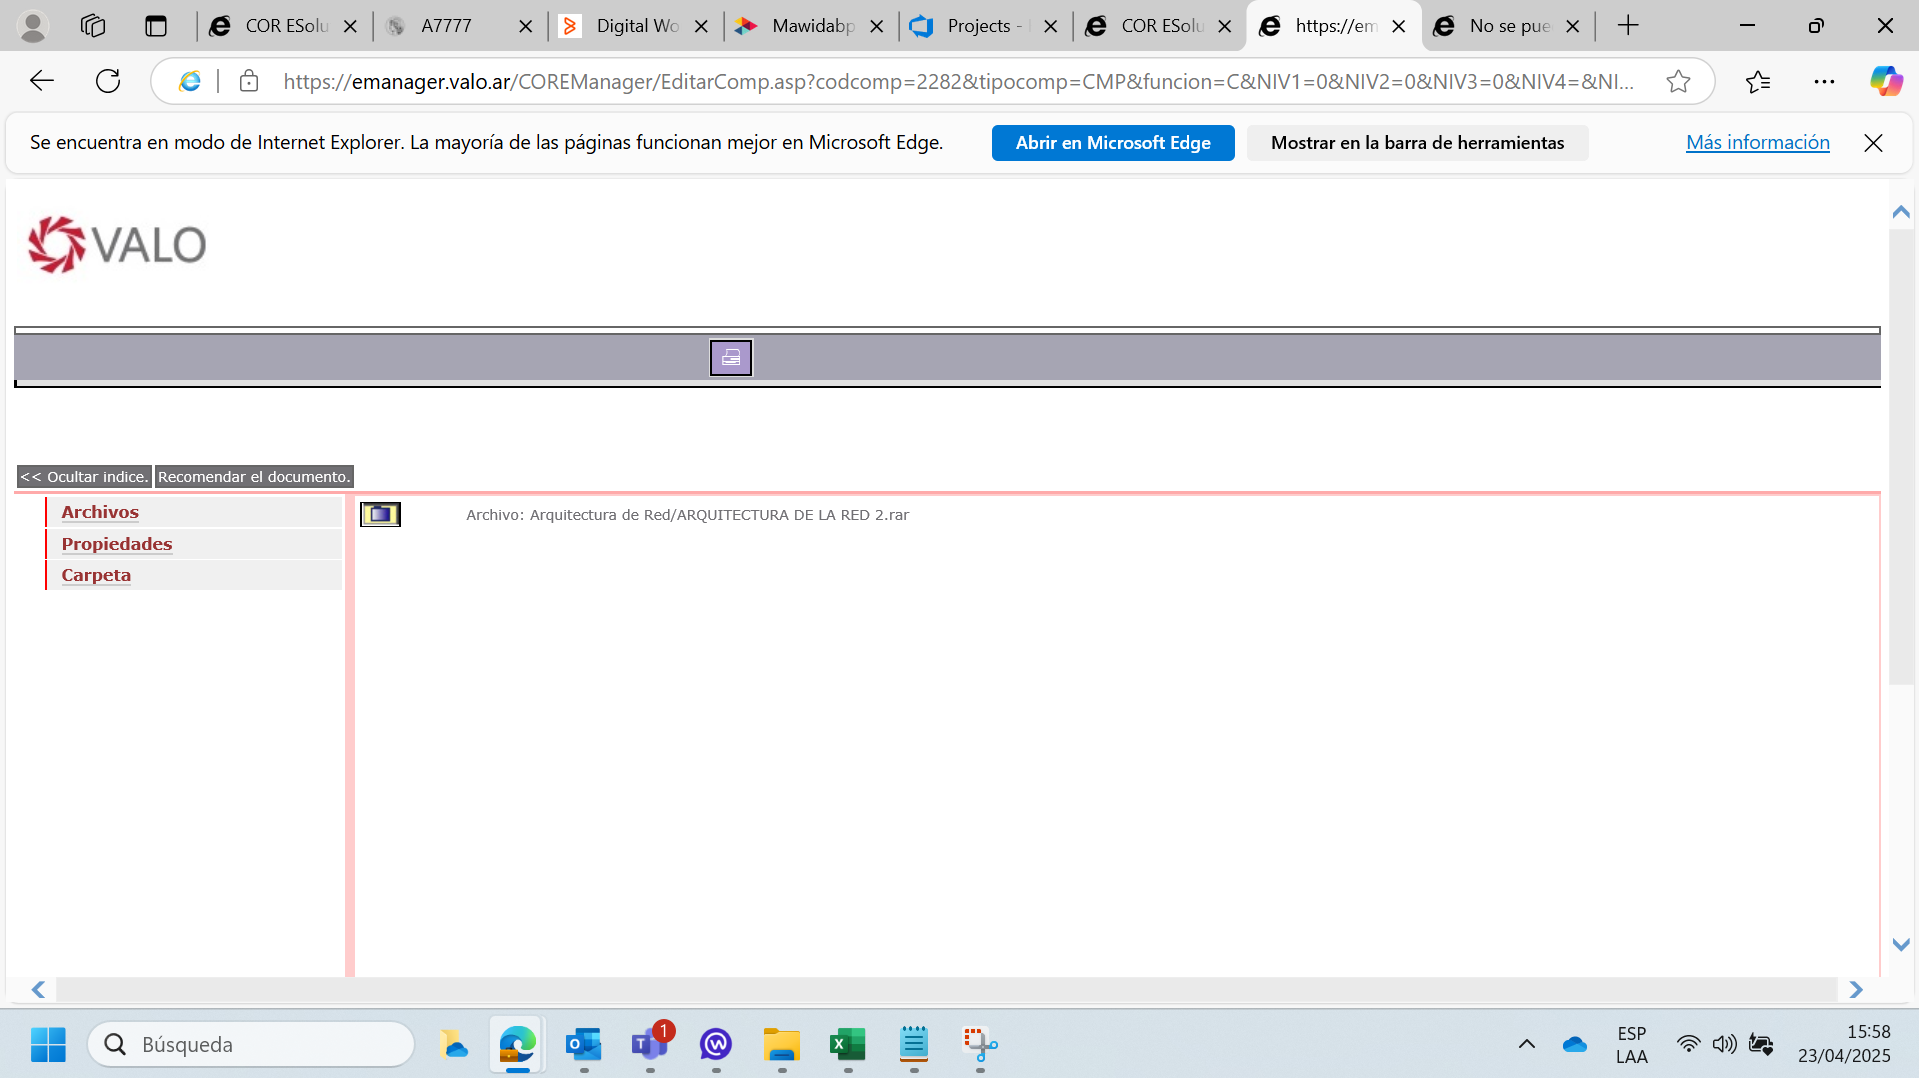 COR ESolu
A7777
Digital Wo
Mawidabp
Projects -
COR ESolu
https://em
No se pue
https://emanager.valo.ar/COREManager/EditarComp.asp?codcomp=2282&tipocomp=CMP&funcion=C&NIV1=0&NIV2=0&NIV3=0&NIV4=&NI...
Se encuentra en modo de Internet Explorer. La mayoría de las páginas funcionan mejor en Microsoft Edge.
Abrir en Microsoft Edge
Mostrar en la barra de herramientas
Más información
VALO
<< Ocultar indice.
Recomendar el documento.
Archivos
Propiedades
Carpeta
Archivo: Arquitectura de Red/ARQUITECTURA DE LA RED 2.rar
Búsqueda
1
ESP
LAA
15:58
23/04/2025